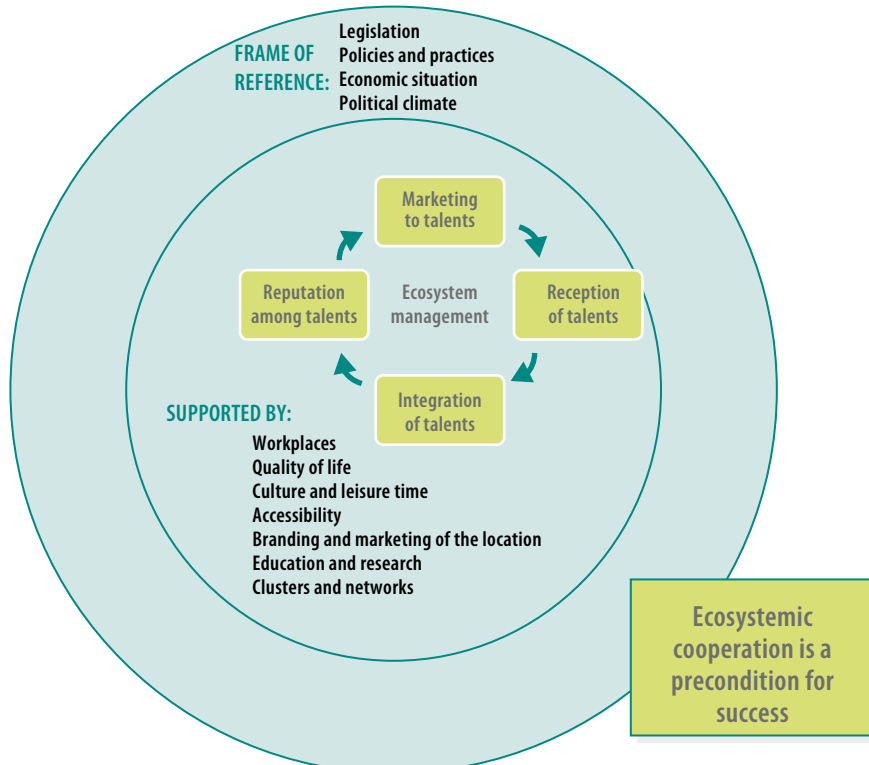 FRAME OF
REFERENCE:
Legislation
Policies and practices
Economic situation
Political climate
Marketing
to talents
Reputation
among talents
Ecosystem
management
Reception
of talents
Integration
of talents
SUPPORTED BY:
Workplaces
Quality of life
Culture and leisure time
Accessibility
Branding and marketing of the location
Education and research
Clusters and networks
Ecosystemic
cooperation is a
precondition for
success